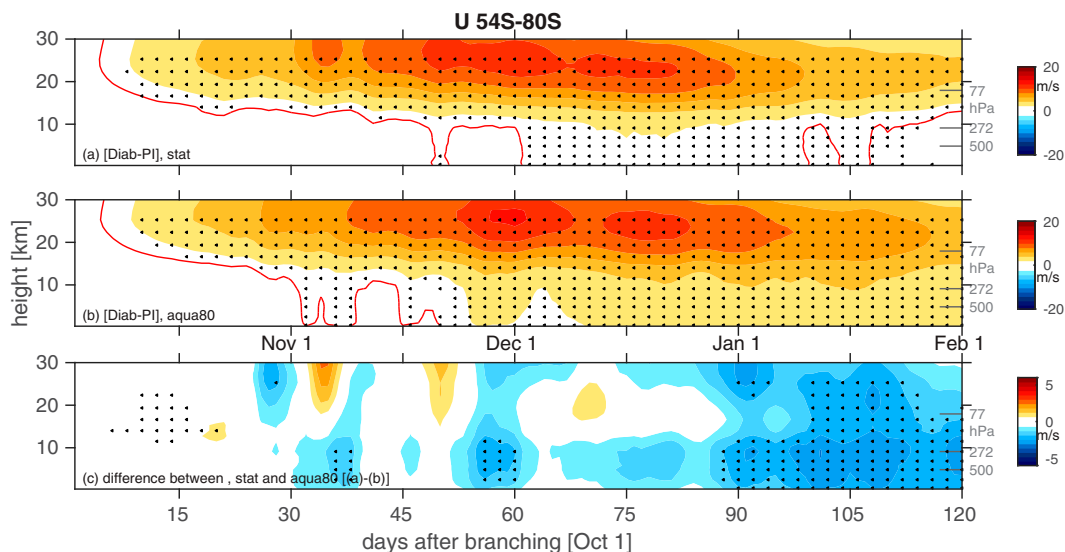 U 54S-80S
30
20
10
77
hPa
272
500
(a) [Diab-PI], stat
20
m/s
0
-20
30
20
10
77
hPa
272
500
(b) [Diab-PI], aqua80
20
0
m/s
-20
height [km]
Nov 1
Dec 1
Jan 1
Feb 1
30
20
10
77
hPa
272
500
(c) difference between , stat and aqua80 [(a)-(b)]
5
0
m/s
-5
15
30
45
60
75
90
105
120
days after branching [Oct 1]